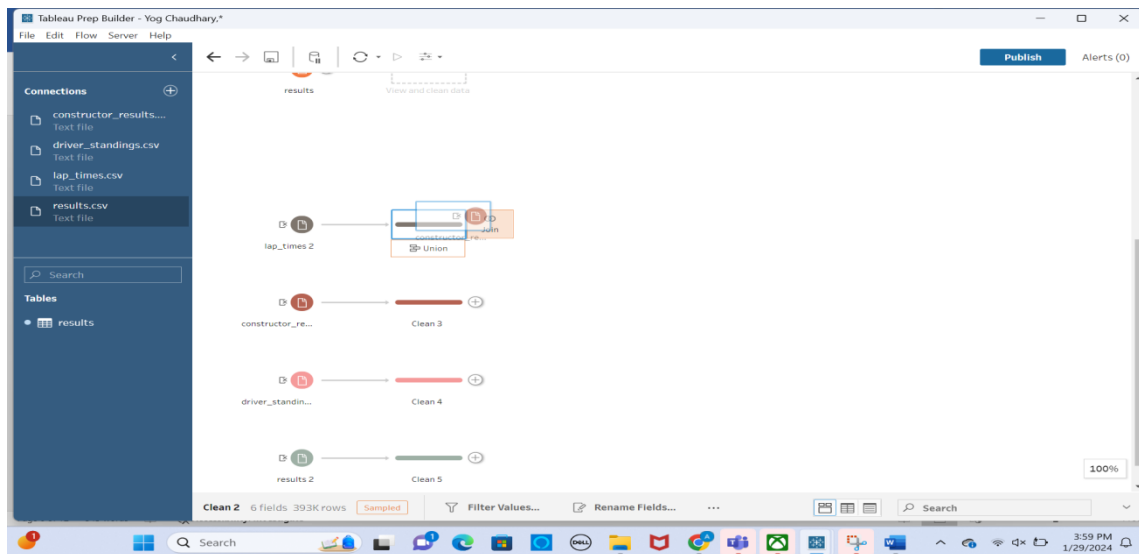 Tableau Prep Builder - Yog Chaudhary,*
File Edit Flow Server Help
Publish
Alerts (0)
Connections
constructor_results....
Text file
driver_standings.csv
Text file
lap_times.csv
Text file
results.csv
Text file
Search
Tables
results
results
View and clean data
lap_times 2
constructor_re...
Join
Union
constructor_re...
Clean 3
driver_standin...
Clean 4
results 2
Clean 5
100%
Clean 2 6 fields 393K rows Sampled Filter Values... Rename Fields... ... Search
Search
DELL
3:59 PM
1/29/2024